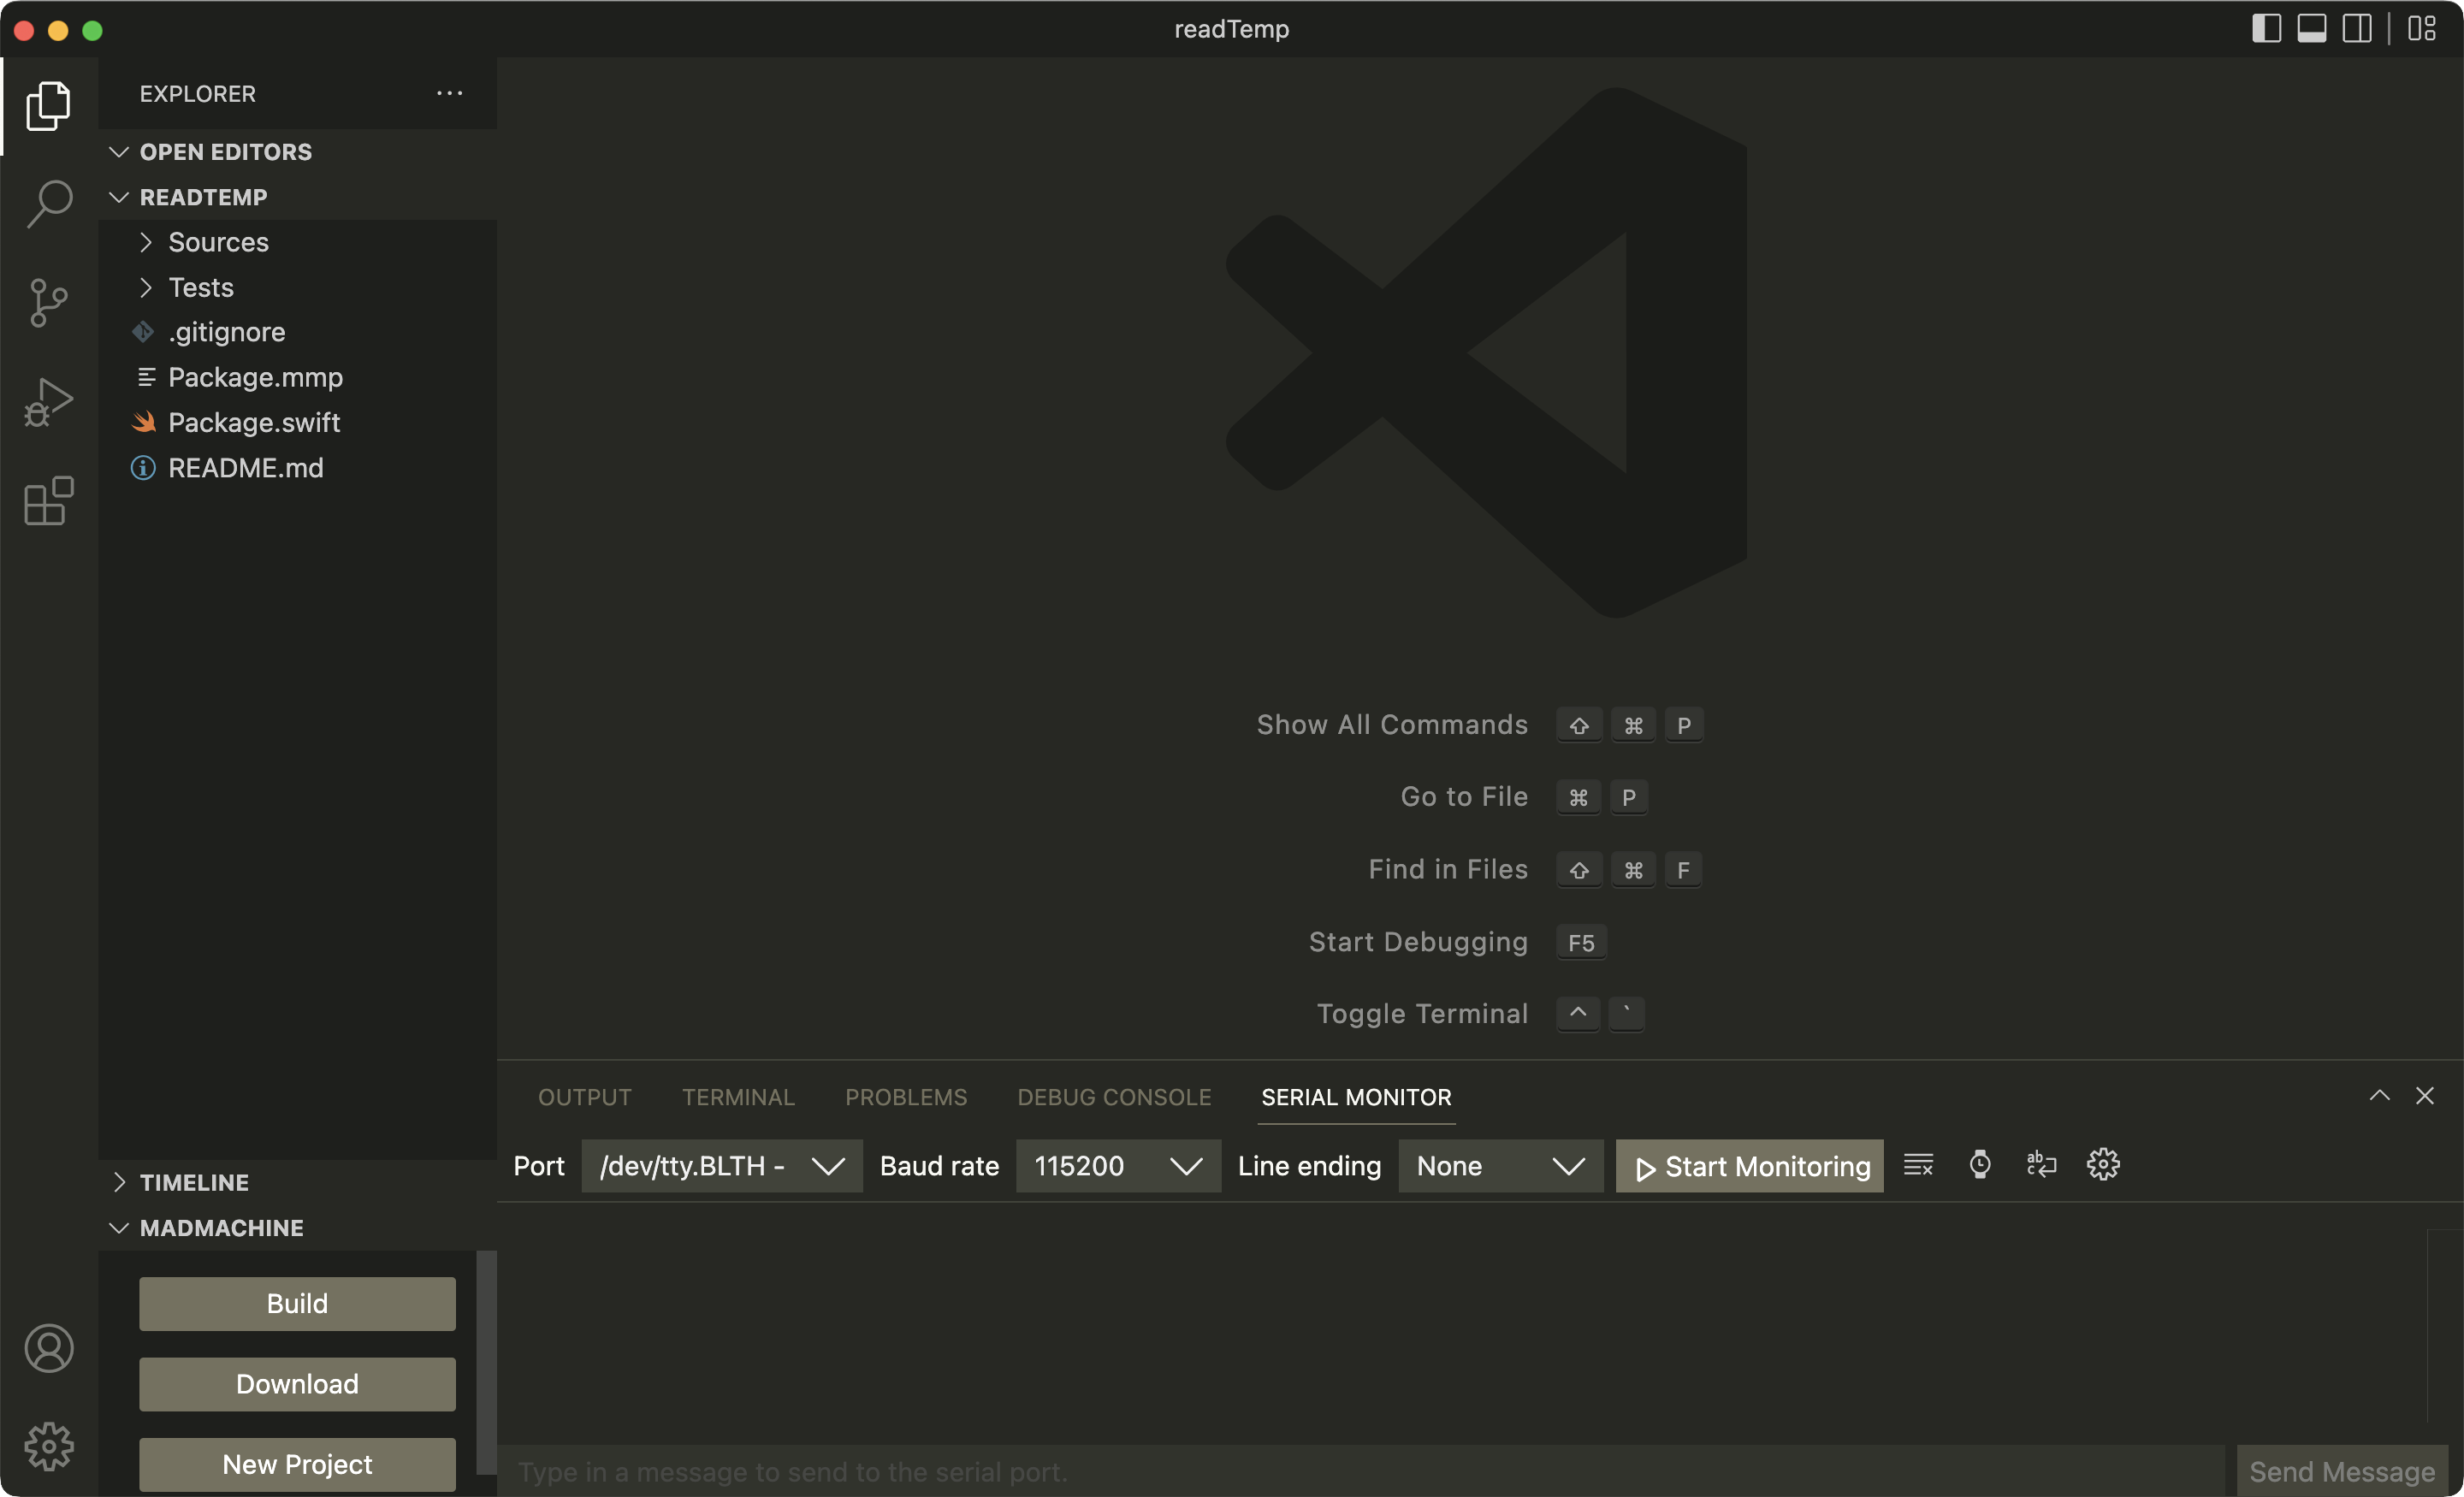 readTemp
EXPLORER
OPEN EDITORS
READTEMP
Sources
Tests
.gitignore
Package.mmp
Package.swift
README.md
TIMELINE
MADMACHINE
Build
Download
New Project
Show All Commands ⇧ ⌘ P
Go to File ⌘ P
Find in Files ⇧ ⌘ F
Start Debugging F5
Toggle Terminal ^ `
OUTPUT TERMINAL PROBLEMS DEBUG CONSOLE SERIAL MONITOR
Port /dev/tty.BLTH - Baud rate 115200 Line ending None Start Monitoring
Type in a message to send to the serial port. Send Message